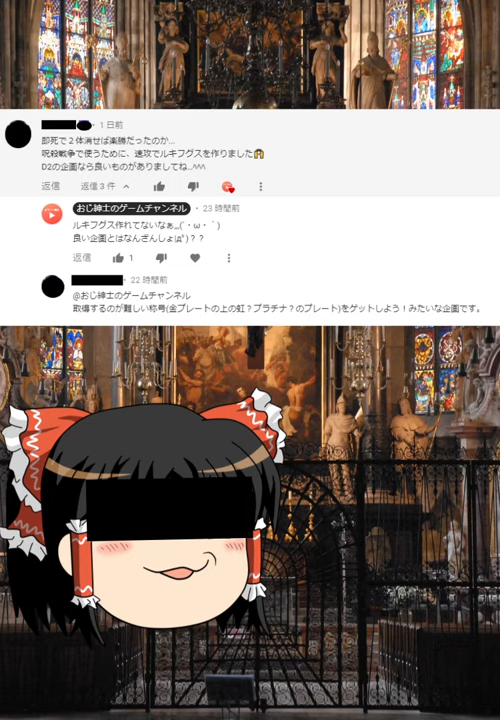 ・ 1 日前
即死で２体消せば楽勝だったのか...
呪殺戦争で使うために、速攻でルキフグスを作りました😱
D2の企画なら良いものがありましてね...^^^
返信 返信 3 件
おじ紳士のゲームチャンネル ・ 23 時間前
ルキフグス作れてないなぁ,,,(´・ω・｀)
良い企画とはなんざんしょ|дﾟ)？？
返信 1
・ 22 時間前
@おじ紳士のゲームチャンネル
取得するのが難しい称号(金プレートの上の虹？プラチナ？のプレート)をゲットしよう！みたいな企画です。